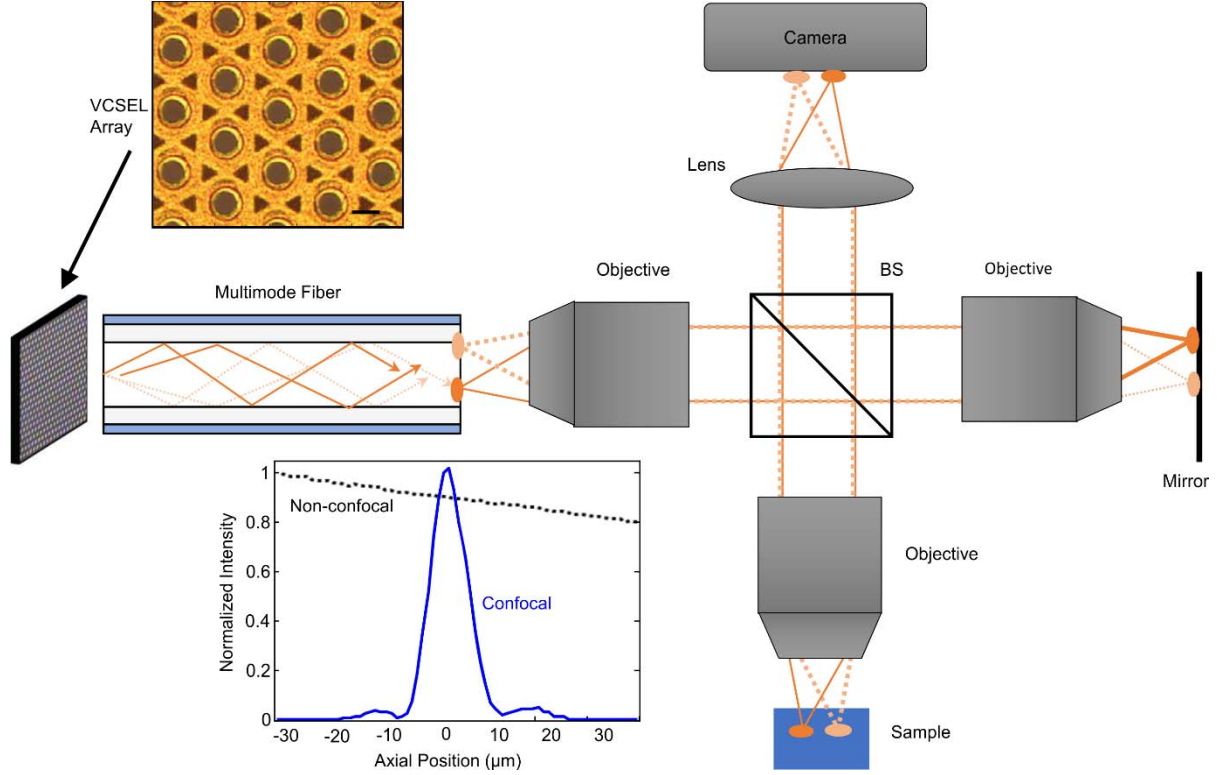 Camera
VCSEL
Array
Lens
Objective
BS
Objective
Multimode Fiber
Mirror
Non-confocal
Confocal
Normalized Intensity
1
0.8
0.6
0.4
0.2
0
-30 -20 -10 0 10 20 30
Axial Position (μm)
Objective
Sample